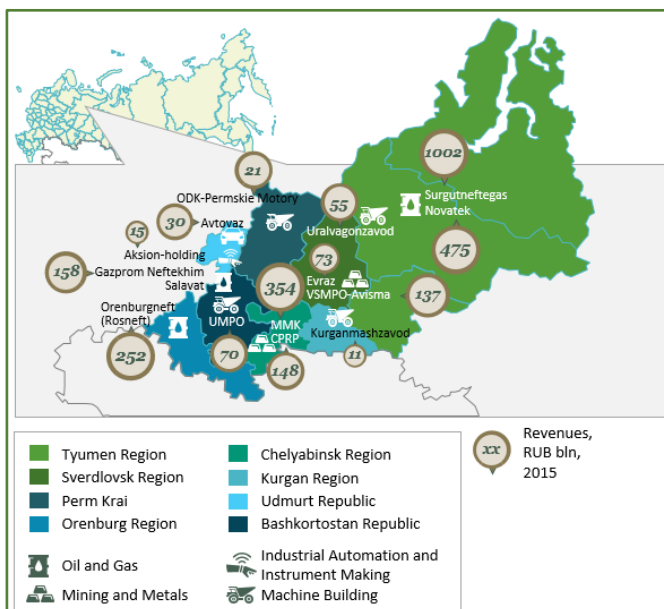 1002
21
ODK-Permskie Motory
Surgutneftegas
Novatek
55
30
Avtovaz
Uralvagonzavod
15
475
Aksion-holding
73
158
Gazprom Neftekhim
Salavat
354
Evraz
VSMPO-Avisma
137
Orenburgneft
(Rosneft)
UMPO
MMK
CPRP
Kurganmashzavod
252
70
148
11
Tyumen Region
Sverdlovsk Region
Perm Krai
Orenburg Region
Chelyabinsk Region
Kurgan Region
Udmurt Republic
Bashkortostan Republic
xx
Revenues,
RUB bln,
2015
Oil and Gas
Mining and Metals
Industrial Automation and
Instrument Making
Machine Building